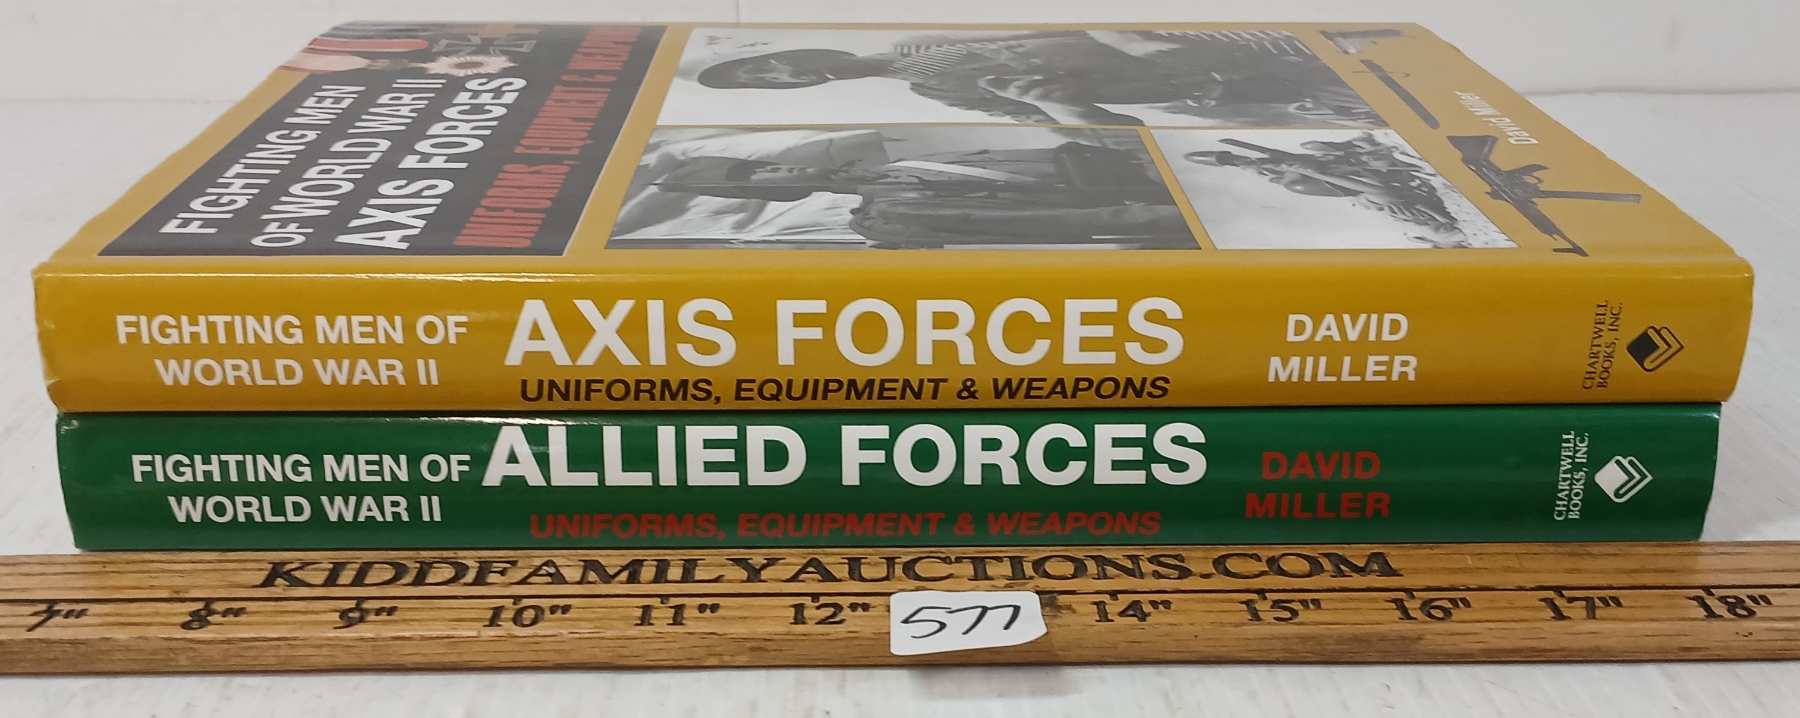 FIGHTING MEN
OF WORLD WAR II
AXIS FORCES
UNIFORMS, EQUIPMENT & WEAPONS
David Miller
FIGHTING MEN OF
WORLD WAR II
AXIS FORCES
UNIFORMS, EQUIPMENT & WEAPONS
DAVID
MILLER
CHARTWELL
BOOKS, INC.
FIGHTING MEN OF
WORLD WAR II
ALLIED FORCES
UNIFORMS, EQUIPMENT & WEAPONS
DAVID
MILLER
CHARTWELL
BOOKS, INC.
KIDDFAMILYAUCTIONS.COM
7" 8" 9" 10" 11" 12" 14" 15" 16" 17" 18"
577